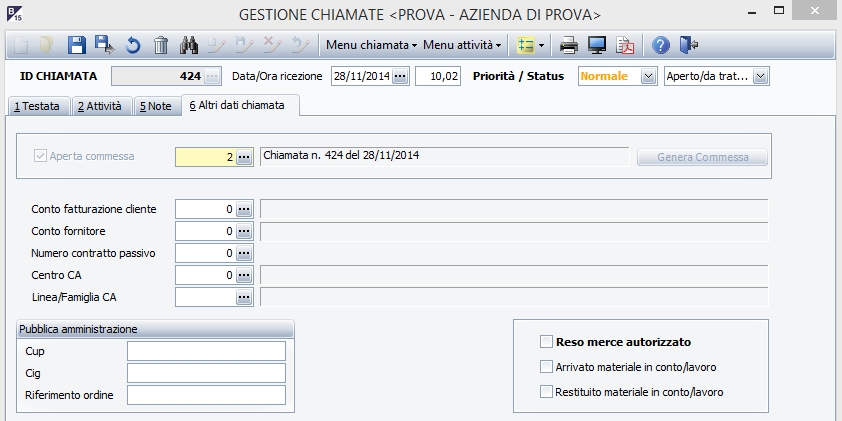 B 15
GESTIONE CHIAMATE <PROVA - AZIENDA DI PROVA>
Menu chiamata Menu attività
ID CHIAMATA 424 Data/Ora ricezione 28/11/2014 10,02 Priorità / Status Normale Aperto/da trat...
1 Testata 2 Attività 5 Note 6 Altri dati chiamata
Aperta commessa 2 Chiamata n. 424 del 28/11/2014 Genera Commessa
Conto fatturazione cliente 0
Conto fornitore 0
Numero contratto passivo 0
Centro CA 0
Linea/Famiglia CA
Pubblica amministrazione
Cup
Cig
Riferimento ordine
Reso merce autorizzato
Arrivato materiale in conto/lavoro
Restituito materiale in conto/lavoro